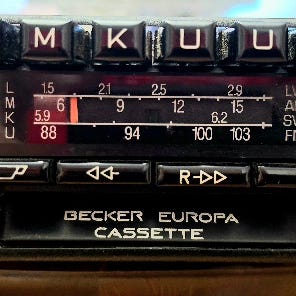 M K U U
L 1.5 2.1 2.5 2.9 LW
M 6 9 12 15 A
K 5.9 6.2 SW
U 88 94 100 103 FM
R
BECKER EUROPA
CASSETTE